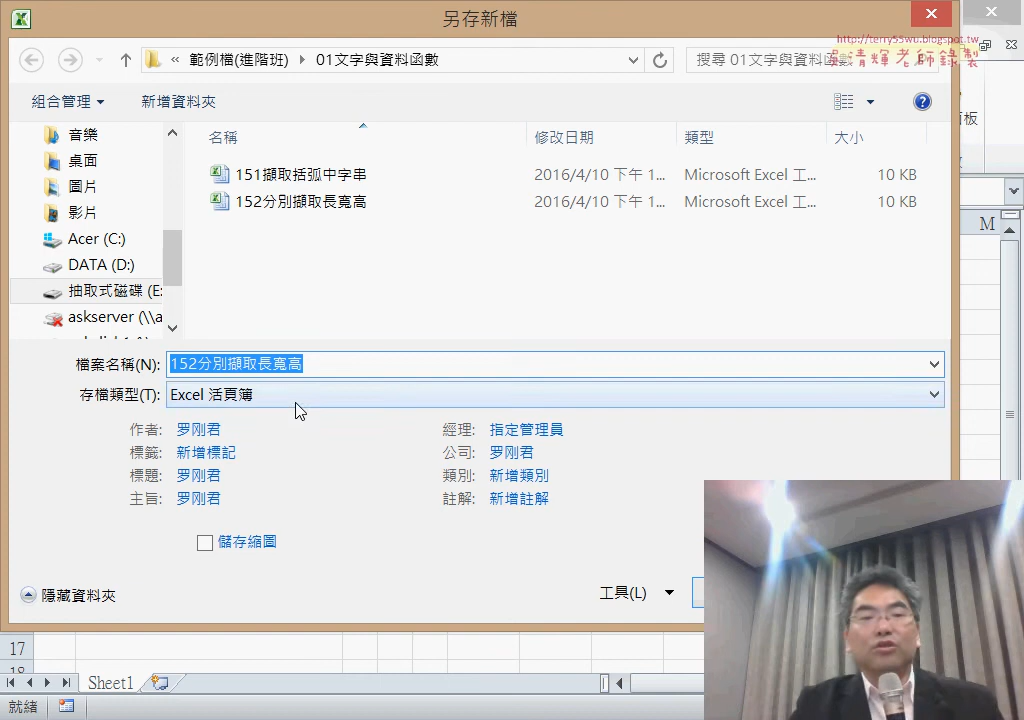 另存新檔
http://terry55wu.blogspot.tw
吳清輝老師錄製
« 範例檔(進階班) 01文字與資料函數
搜尋 01文字與資料函數
組合管理 新增資料夾
音樂
桌面
圖片
影片
Acer (C:)
DATA (D:)
抽取式磁碟 (E:
askserver (\\a
名稱 修改日期 類型 大小
151擷取括弧中字串 2016/4/10 下午 1... Microsoft Excel 工... 10 KB
152分別擷取長寬高 2016/4/10 下午 1... Microsoft Excel 工... 10 KB
M
檔案名稱(N): 152分別擷取長寬高
存檔類型(T): Excel 活頁簿
作者: 罗刚君 經理: 指定管理員
標籤: 新增標記 公司: 罗刚君
標題: 罗刚君 類別: 新增類別
主旨: 罗刚君 註解: 新增註解
儲存縮圖
隱藏資料夾 工具(L)
17
18
Sheet1
就緒